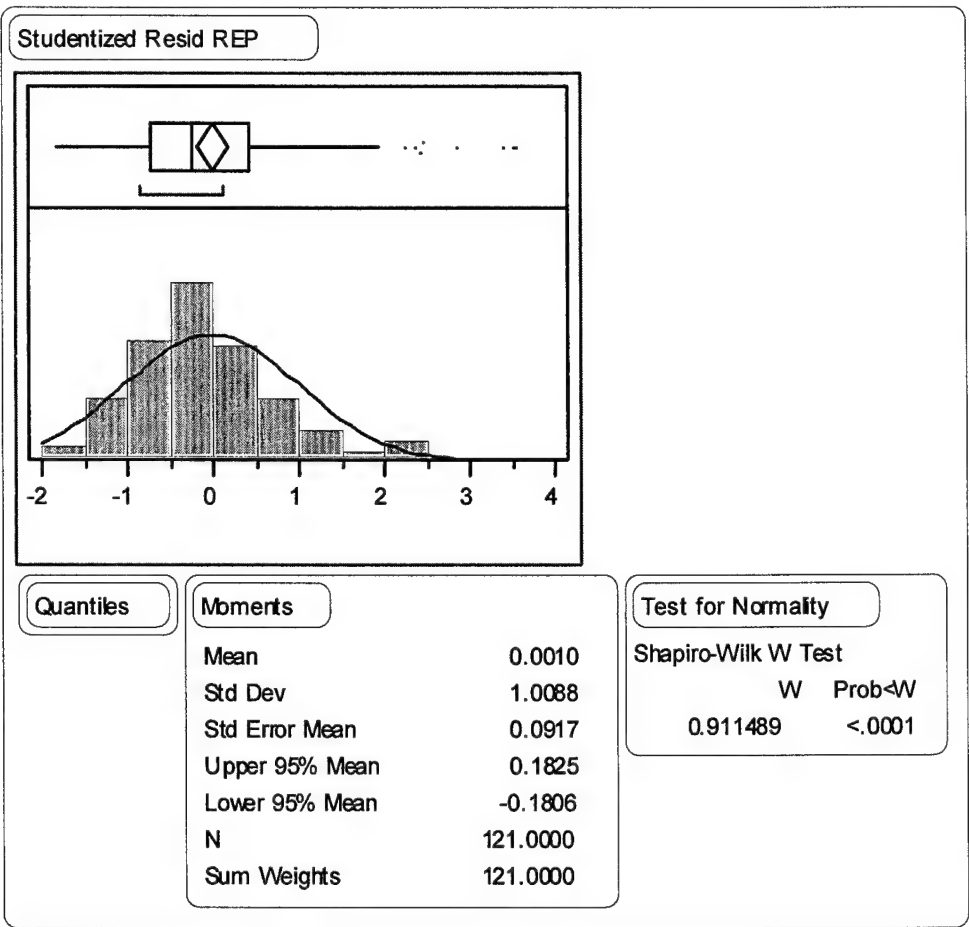 Studentized Resid REP
-2 -1 0 1 2 3 4
Quantiles
Moments
Mean 0.0010
Std Dev 1.0088
Std Error Mean 0.0917
Upper 95% Mean 0.1825
Lower 95% Mean -0.1806
N 121.0000
Sum Weights 121.0000
Test for Normality
Shapiro-Wilk W Test
W Prob<W
0.911489 <.0001